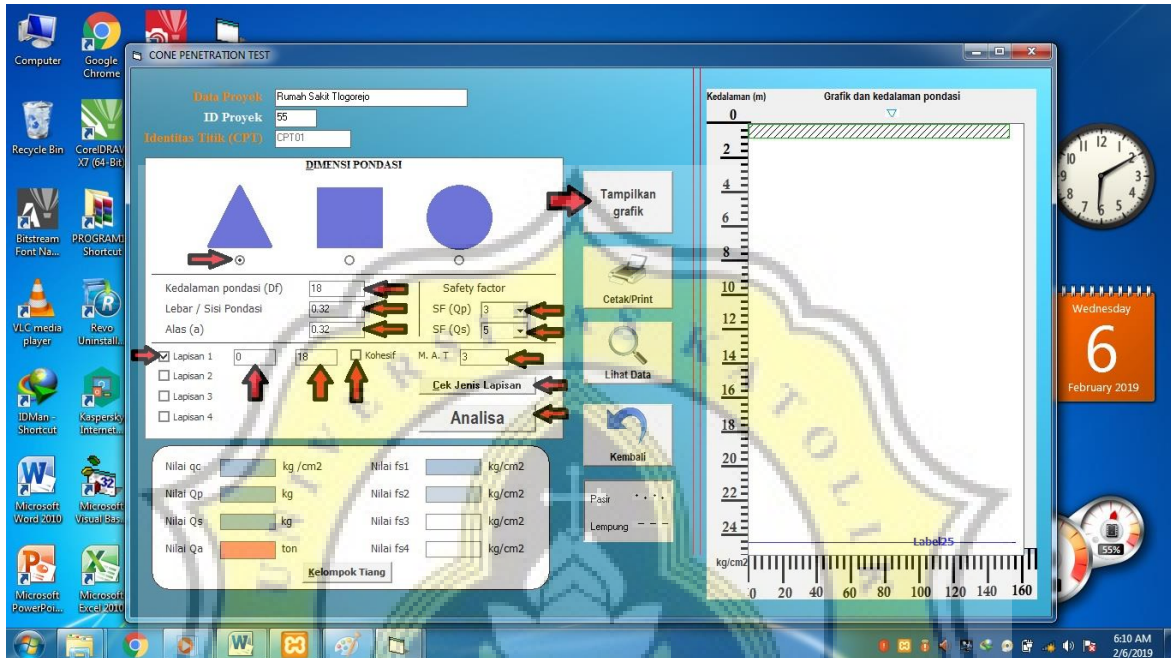 Computer
Google Chrome
Recycle Bin
CorelDRAW X7 (64-Bit)
Bitstream Font Na...
PROGRAM
Shortcut
VLC media player
Revo Uninstall...
IDMan - Shortcut
Kaspersky Internet...
Microsoft Word 2010
Microsoft Visual Bas...
Microsoft PowerPoi...
Microsoft Excel 2010
CONE PENETRATION TEST
Data Proyek Rumah Sakit Tlogorejo
ID Proyek 55
Identitas Titik (CPT) CPT01
DIMENSI PONDASI
Kedalaman pondasi (Df) 18
Lebar / Sisi Pondasi 0.32
Alas (a) 0.32
Safety factor
SF (Qp) 3
SF (Qs) 5
Lapisan 1 0 18 Kohesif M. A. T 3
Lapisan 2
Lapisan 3
Lapisan 4
Cek Jenis Lapisan
Analisa
Nilai qc kg /cm2 Nilai fs1 kg/cm2
Nilai Qp kg Nilai fs2 kg/cm2
Nilai Qs kg Nilai fs3 kg/cm2
Nilai Qa ton Nilai fs4 kg/cm2
Kelompok Tiang
Tampilkan grafik
Cetak/Print
Lihat Data
Kembali
Pasir
Lempung
Kedalaman (m) Grafik dan kedalaman pondasi
0
2
4
6
8
10
12
14
16
18
20
22
24
Label25
kg/cm2
0 20 40 60 80 100 120 140 160
Wednesday
6
February 2019
55%
6:10 AM
2/6/2019